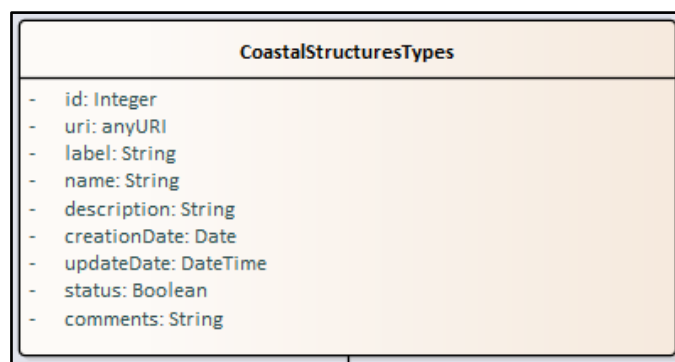 CoastalStructuresTypes
- id: Integer
- uri: anyURI
- label: String
- name: String
- description: String
- creationDate: Date
- updateDate: DateTime
- status: Boolean
- comments: String